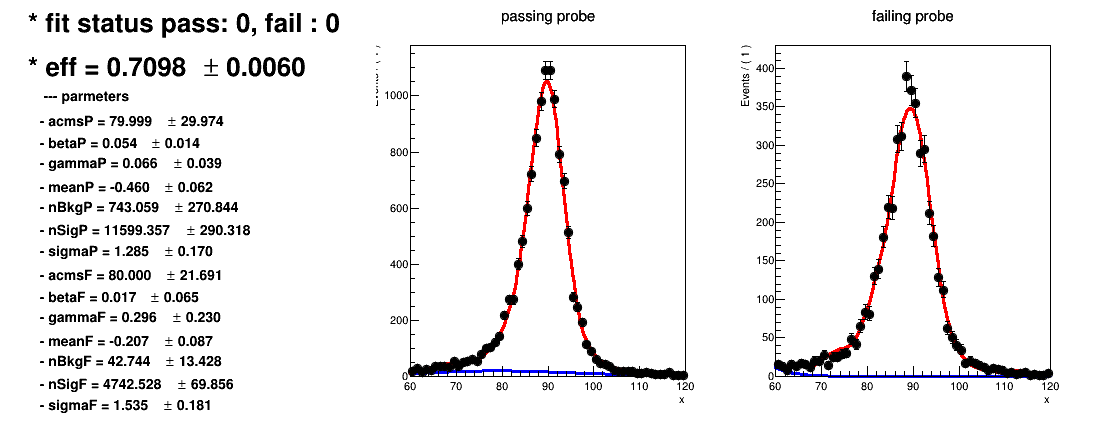 * fit status pass: 0, fail : 0
* eff = 0.7098 ± 0.0060
--- parmeters
- acmsP = 79.999 ± 29.974
- betaP = 0.054 ± 0.014
- gammaP = 0.066 ± 0.039
- meanP = -0.460 ± 0.062
- nBkgP = 743.059 ± 270.844
- nSigP = 11599.357 ± 290.318
- sigmaP = 1.285 ± 0.170
- acmsF = 80.000 ± 21.691
- betaF = 0.017 ± 0.065
- gammaF = 0.296 ± 0.230
- meanF = -0.207 ± 0.087
- nBkgF = 42.744 ± 13.428
- nSigF = 4742.528 ± 69.856
- sigmaF = 1.535 ± 0.181
passing probe
1000
800
600
400
200
0
60 70 80 90 100 110 120
x
failing probe
Events / ( 1 )
400
350
300
250
200
150
100
50
0
60 70 80 90 100 110 120
x